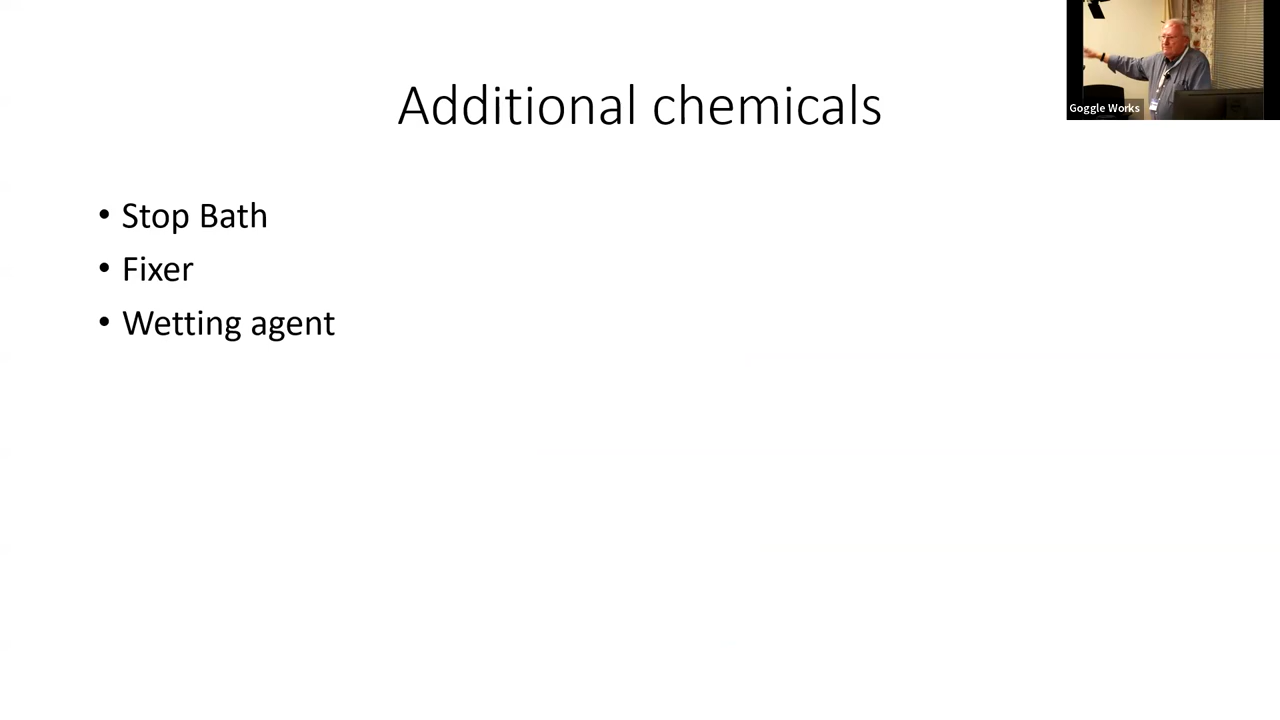 Additional chemicals
• Stop Bath
• Fixer
• Wetting agent
Goggle Works